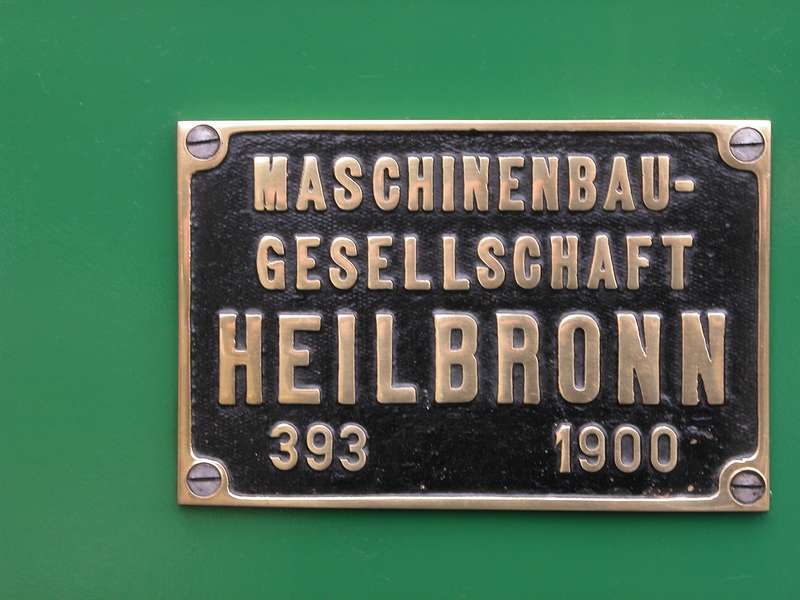 MASCHINENBAU-
GESELLSCHAFT
HEILBRONN
393 1900